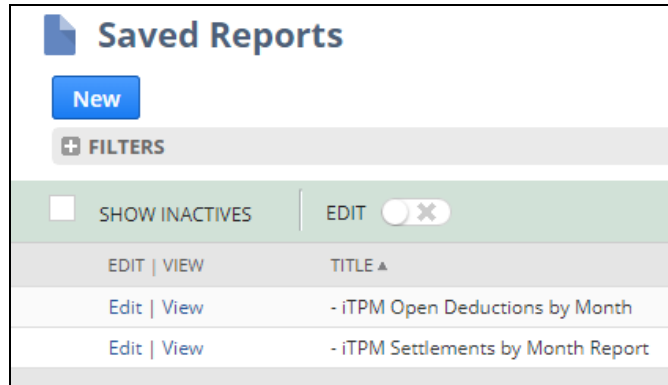 Saved Reports
New
FILTERS
SHOW INACTIVES EDIT
EDIT | VIEW TITLE ▲
Edit | View - iTPM Open Deductions by Month
Edit | View - iTPM Settlements by Month Report